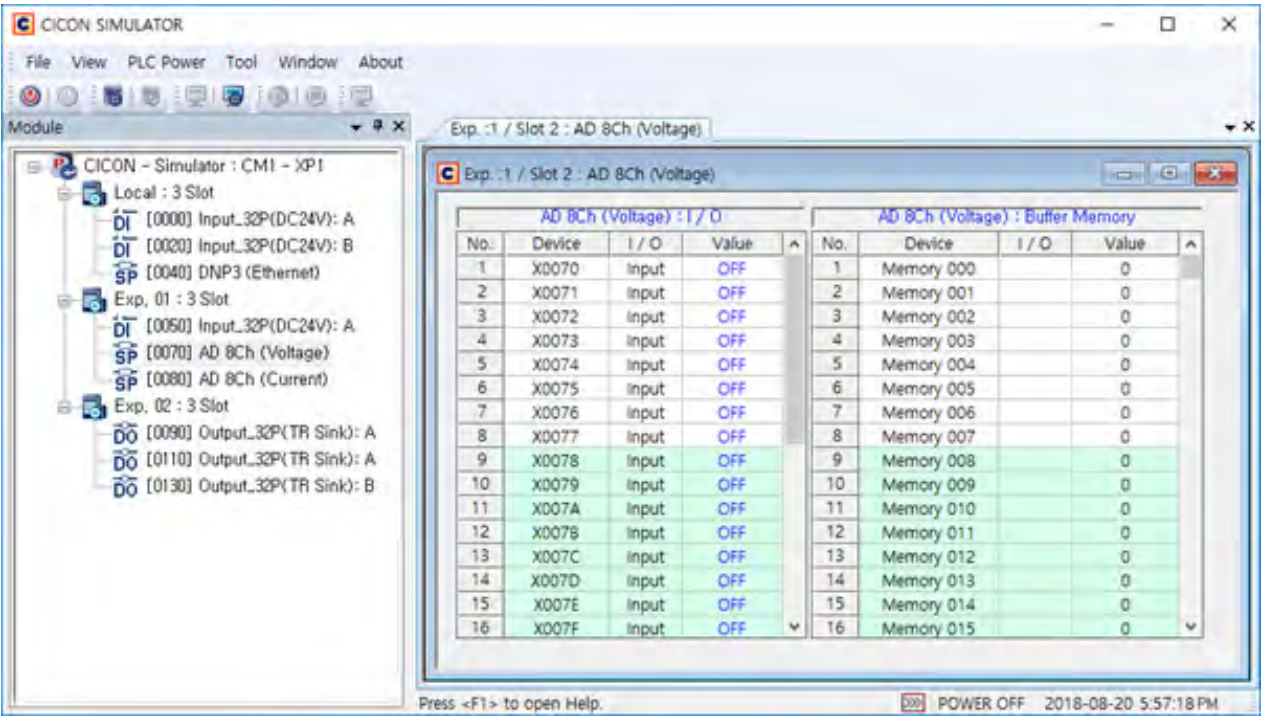 CICON SIMULATOR
File View PLC Power Tool Window About
Module
CICON - Simulator : CM1 - XP1
Local : 3 Slot
DI [0000] Input_32P(DC24V): A
DI [0020] Input_32P(DC24V): B
SP [0040] DNP3 (Ethernet)
Exp, 01 : 3 Slot
DI [0050] Input_32P(DC24V): A
SP [0070] AD 8Ch (Voltage)
SP [0080] AD 8Ch (Current)
Exp, 02 : 3 Slot
DO [0090] Output_32P(TR Sink): A
DO [0110] Output_32P(TR Sink): A
DO [0130] Output_32P(TR Sink): B
Exp. :1 / Slot 2 : AD 8Ch (Voltage)
C Exp. :1 / Slot 2 : AD 8Ch (Voltage)
AD 8Ch (Voltage) : I / O AD 8Ch (Voltage) : Buffer Memory
No. Device I / O Value No. Device I / O Value
1 X0070 Input OFF 1 Memory 000 0
2 X0071 Input OFF 2 Memory 001 0
3 X0072 Input OFF 3 Memory 002 0
4 X0073 Input OFF 4 Memory 003 0
5 X0074 Input OFF 5 Memory 004 0
6 X0075 Input OFF 6 Memory 005 0
7 X0076 Input OFF 7 Memory 006 0
8 X0077 Input OFF 8 Memory 007 0
9 X0078 Input OFF 9 Memory 008 0
10 X0079 Input OFF 10 Memory 009 0
11 X007A Input OFF 11 Memory 010 0
12 X007B Input OFF 12 Memory 011 0
13 X007C Input OFF 13 Memory 012 0
14 X007D Input OFF 14 Memory 013 0
15 X007E Input OFF 15 Memory 014 0
16 X007F Input OFF 16 Memory 015 0
Press <F1> to open Help. POWER OFF 2018-08-20 5:57:18 PM